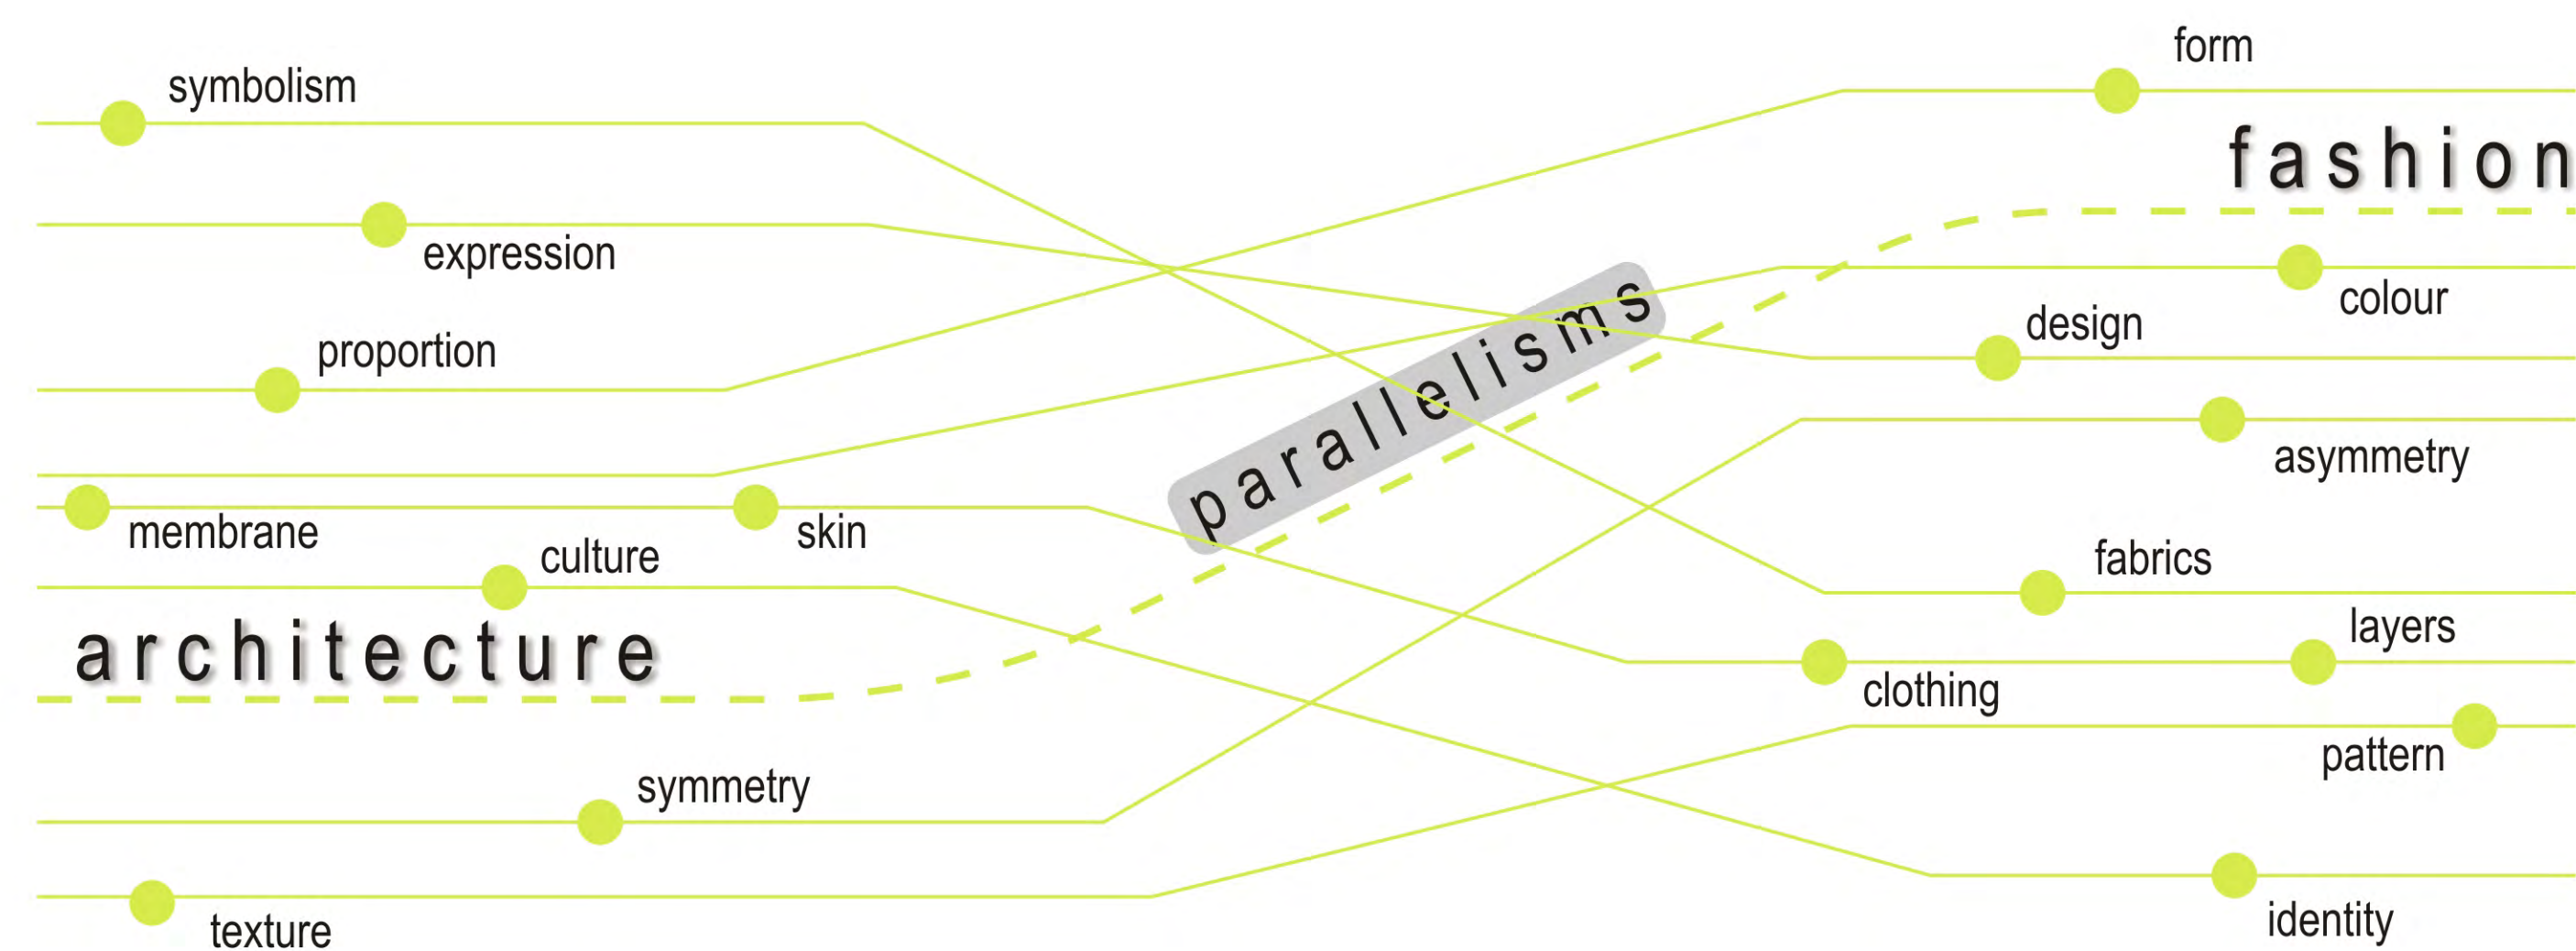 form
symbolism
fashion
expression
colour
design
proportion
parallelisms
asymmetry
membrane
skin
culture
fabrics
layers
architecture
clothing
pattern
symmetry
identity
texture